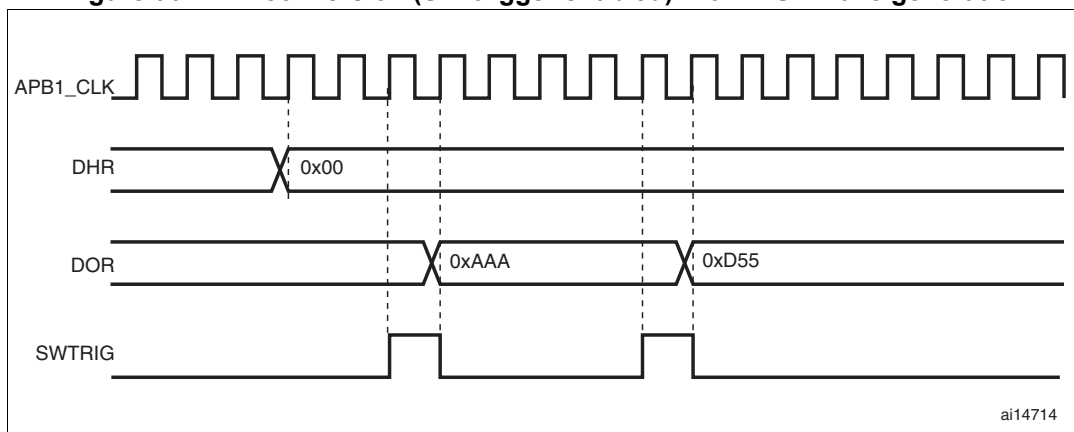 APB1_CLK
DHR
0x00
DOR
0xAAA
0xD55
SWTRIG
ai14714